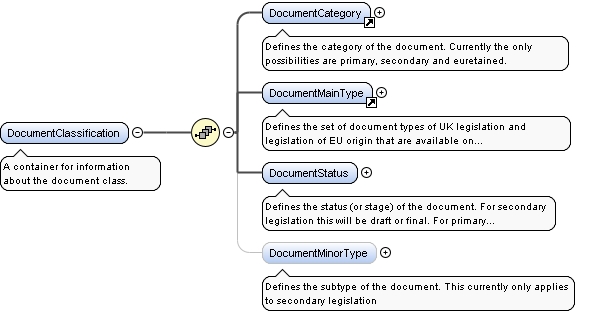 DocumentCategory
Defines the category of the document. Currently the only
possibilities are primary, secondary and euretained.
DocumentMainType
Defines the set of document types of UK legislation and
legislation of EU origin that are available on...
DocumentClassification
A container for information
about the document class.
DocumentStatus
Defines the status (or stage) of the document. For secondary
legislation this will be draft or final. For primary...
DocumentMinorType
Defines the subtype of the document. This currently only applies
to secondary legislation